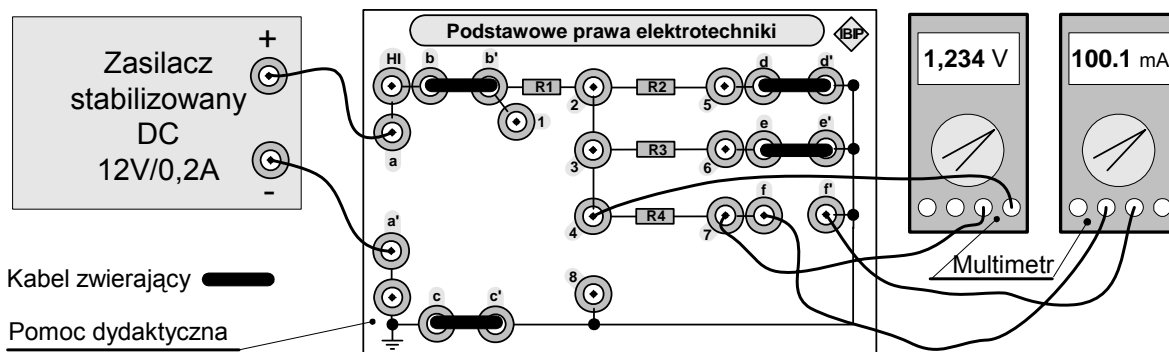 Zasilacz
stabilizowany
DC
12V/0,2A
+
-
Podstawowe prawa elektrotechniki
IBIP
HI
b
b'
R1
2
R2
5
d
d'
a
1
3
R3
6
e
e'
4
R4
7
f
f'
a'
8
c
c'
1,234 V
100.1 mA
Multimetr
Kabel zwierający
Pomoc dydaktyczna